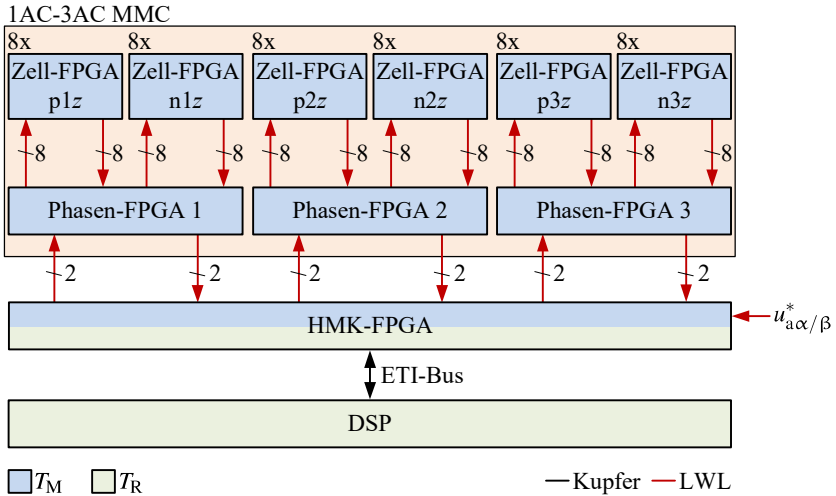 1AC-3AC MMC
8x 8x 8x 8x 8x 8x
Zell-FPGA Zell-FPGA Zell-FPGA Zell-FPGA Zell-FPGA Zell-FPGA
p1z n1z p2z n2z p3z n3z
8 8 8 8 8 8 8 8 8 8 8 8
Phasen-FPGA 1 Phasen-FPGA 2 Phasen-FPGA 3
2 2 2 2 2 2
HMK-FPGA
u*aα/β
ETI-Bus
DSP
TM TR Kupfer LWL